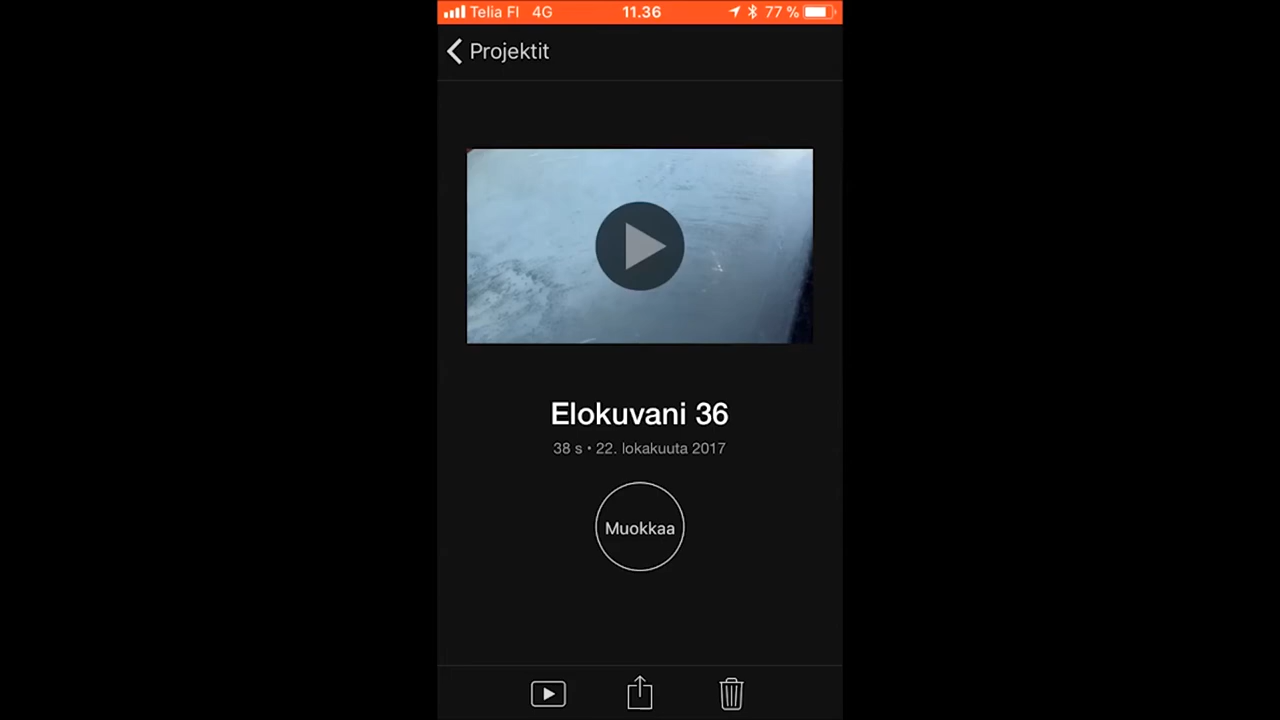 Telia FI 4G 11.36 77 %
Projektit
Elokuvani 36
38 s • 22. lokakuuta 2017
Muokkaa